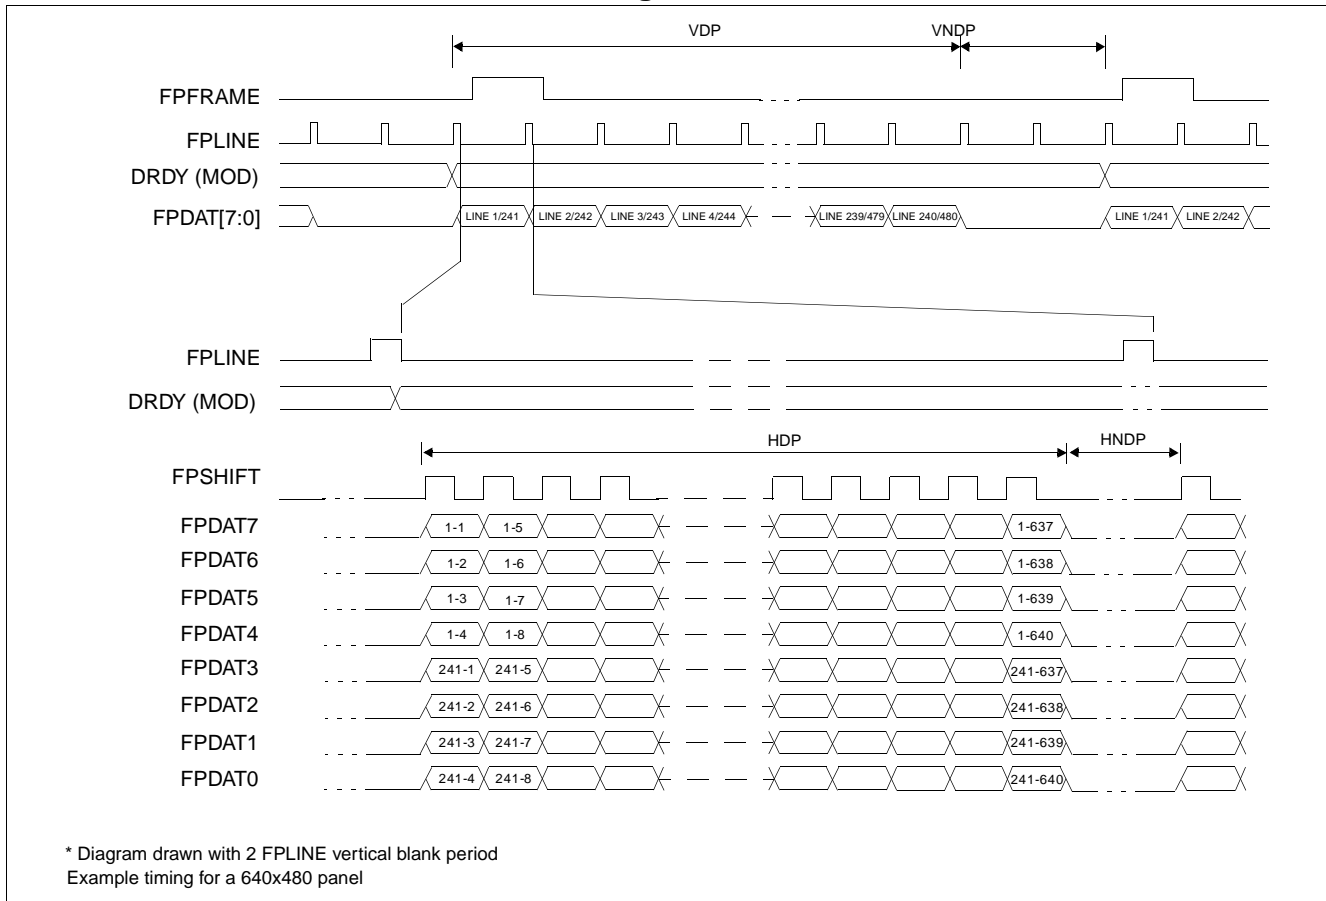 VDP VNDP
FPFRAME
FPLINE
DRDY (MOD)
FPDAT[7:0] LINE 1/241 LINE 2/242 LINE 3/243 LINE 4/244 LINE 239/479 LINE 240/480 LINE 1/241 LINE 2/242
FPLINE
DRDY (MOD)
HDP HNDP
FPSHIFT
FPDAT7 1-1 1-5 1-637
FPDAT6 1-2 1-6 1-638
FPDAT5 1-3 1-7 1-639
FPDAT4 1-4 1-8 1-640
FPDAT3 241-1 241-5 241-637
FPDAT2 241-2 241-6 241-638
FPDAT1 241-3 241-7 241-639
FPDAT0 241-4 241-8 241-640
* Diagram drawn with 2 FPLINE vertical blank period
Example timing for a 640x480 panel